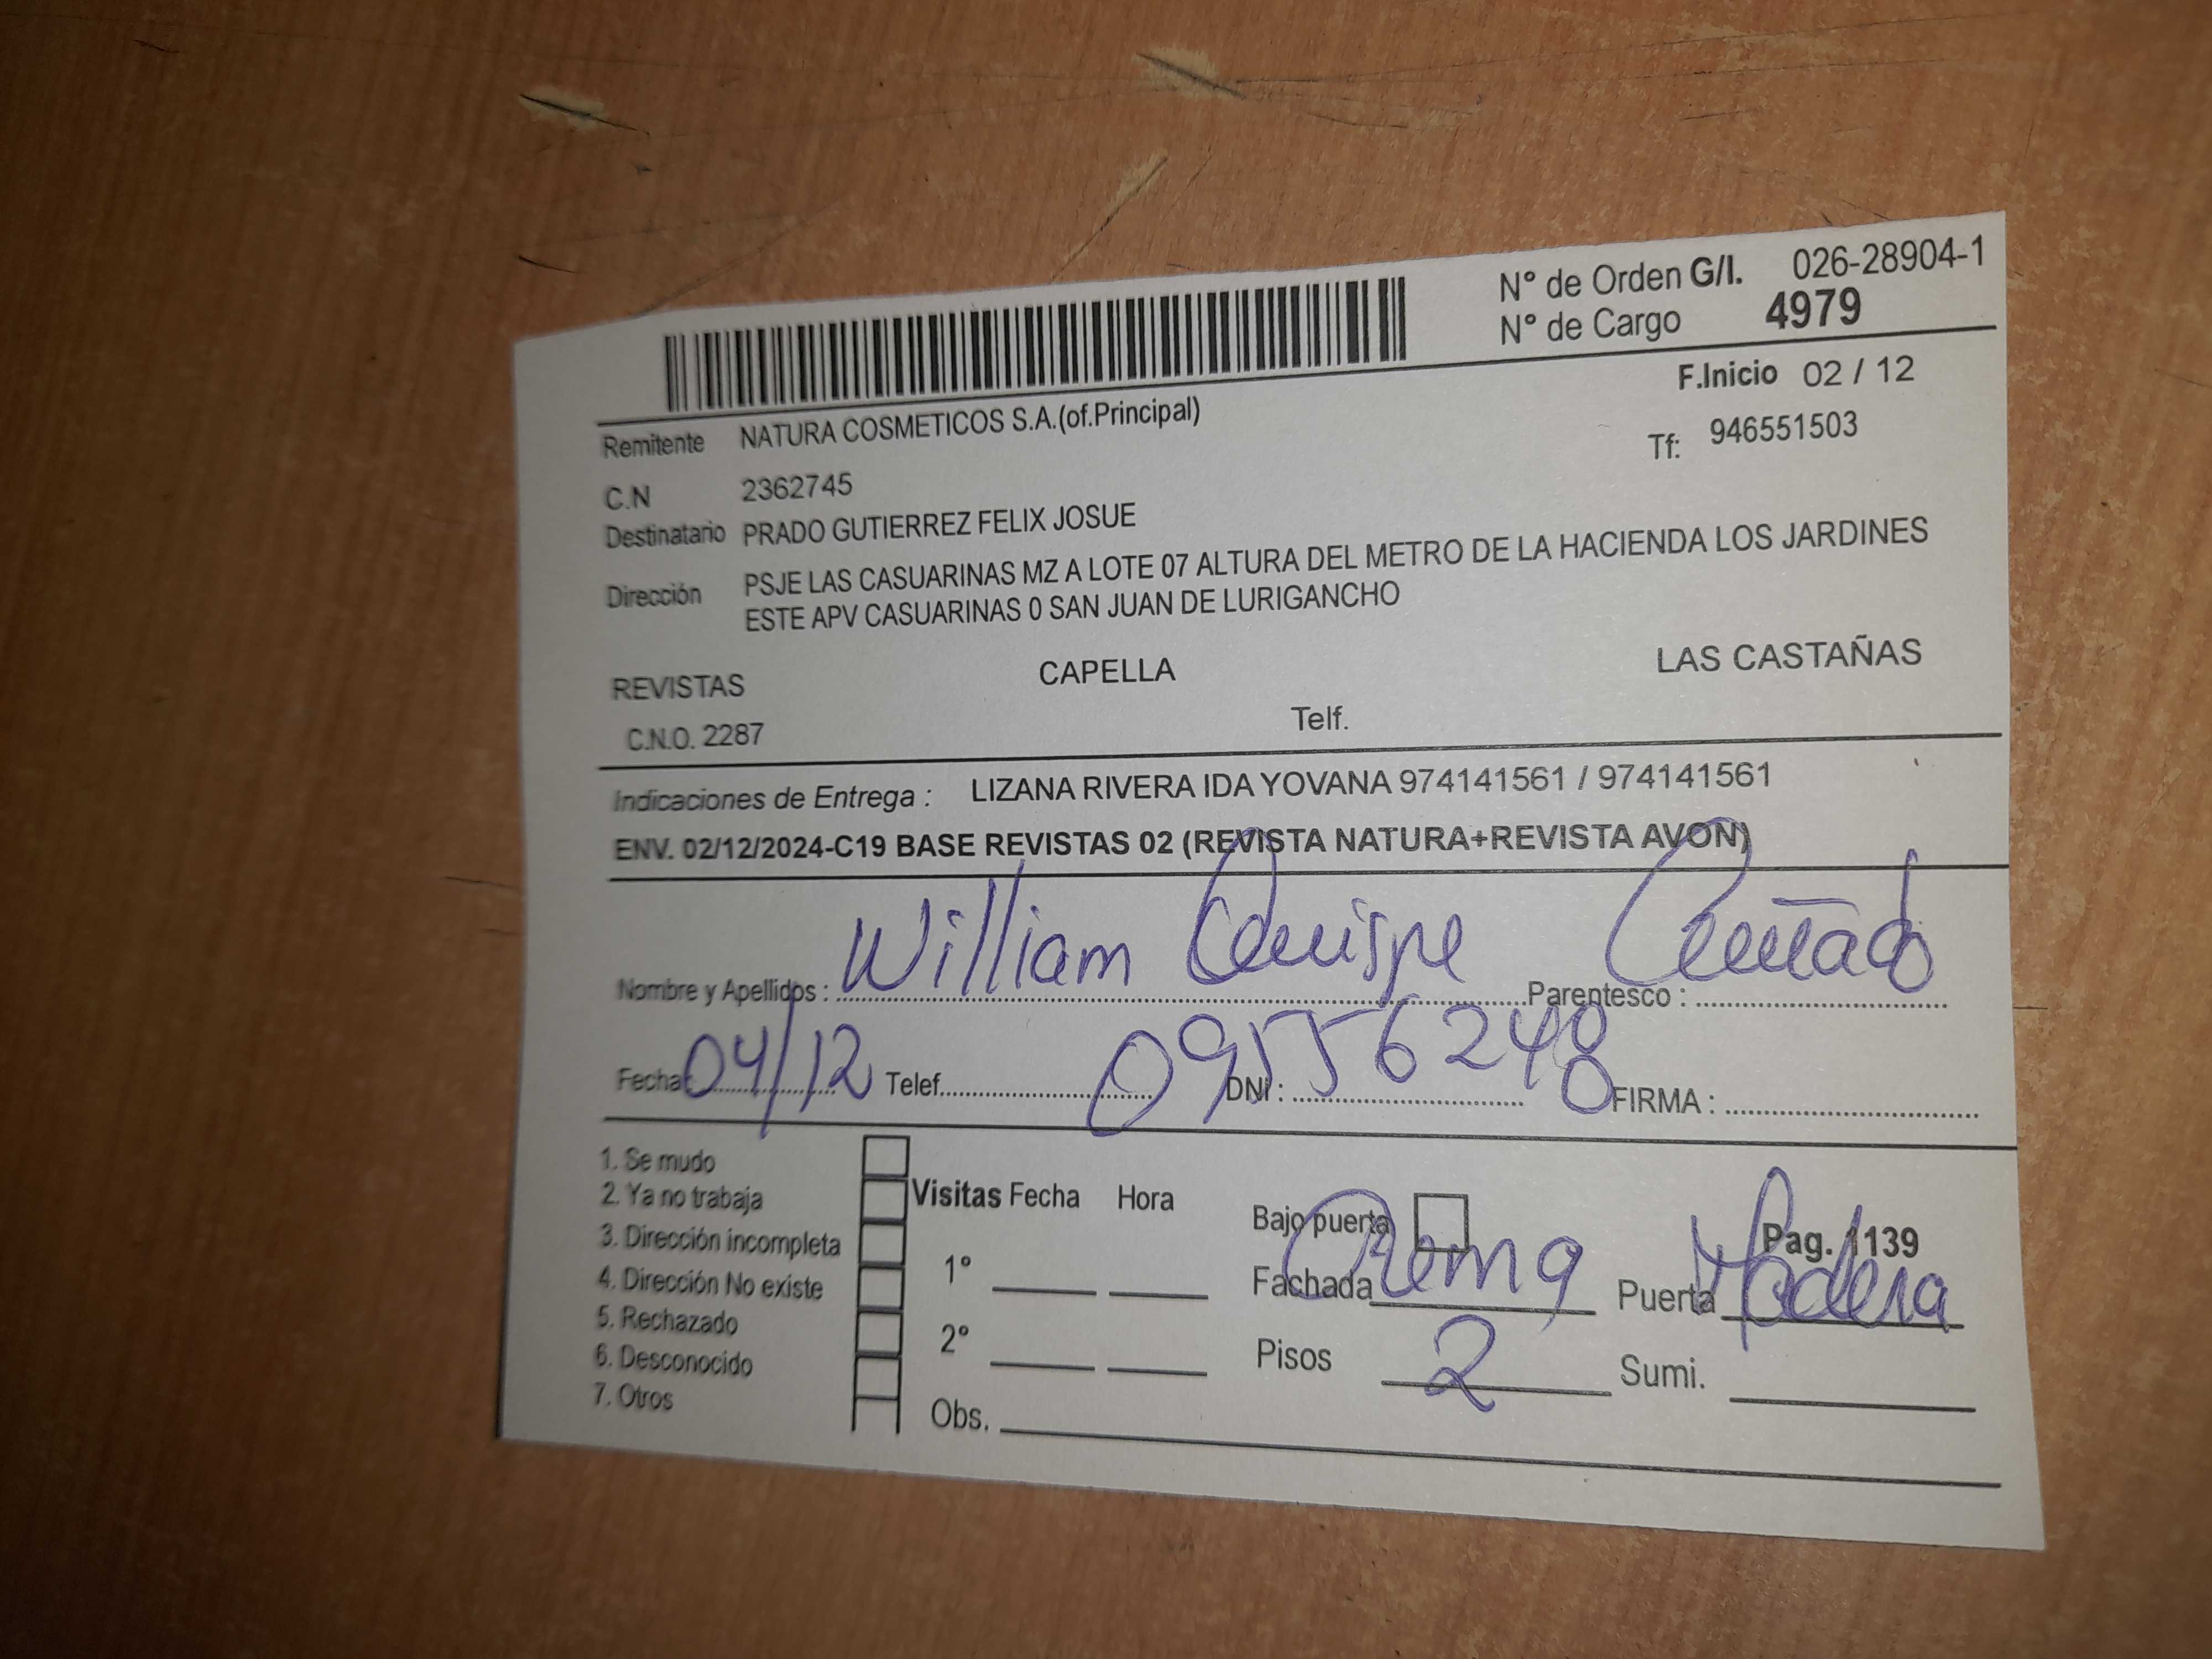 N° de Orden G/I. 026-28904-1
N° de Cargo 4979
F.Inicio 02 / 12
Remitente NATURA COSMETICOS S.A.(of.Principal)
Tf: 946551503
C.N 2362745
Destinatario PRADO GUTIERREZ FELIX JOSUE
Dirección PSJE LAS CASUARINAS MZ A LOTE 07 ALTURA DEL METRO DE LA HACIENDA LOS JARDINES
ESTE APV CASUARINAS 0 SAN JUAN DE LURIGANCHO
REVISTAS CAPELLA LAS CASTAÑAS
C.N.O. 2287 Telf.
Indicaciones de Entrega : LIZANA RIVERA IDA YOVANA 974141561 / 974141561
ENV. 02/12/2024-C19 BASE REVISTAS 02 (REVISTA NATURA+REVISTA AVON)
Nombre y Apellidos : William Quispe Parentesco : Cuñado
Fecha: 04/12 Telef. DNI : 09556248 FIRMA :
1. Se mudo
2. Ya no trabaja
3. Dirección incompleta
4. Dirección No existe
5. Rechazado
6. Desconocido
7. Otros
Visitas Fecha Hora
1°
2°
Obs.
Bajo puerta Pag. 1139
Fachada Crema Puerta Madera
Pisos 2 Sumi.